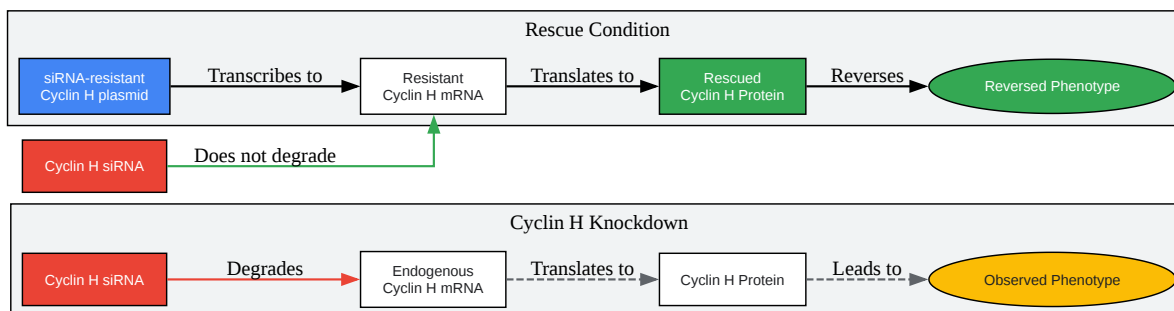 Rescue Condition
siRNA-resistant
Cyclin H plasmid
Transcribes to
Resistant
Cyclin H mRNA
Translates to
Rescued
Cyclin H Protein
Reverses
Reversed Phenotype
Cyclin H siRNA
Does not degrade
Cyclin H Knockdown
Cyclin H siRNA
Degrades
Endogenous
Cyclin H mRNA
Translates to
Cyclin H Protein
Leads to
Observed Phenotype